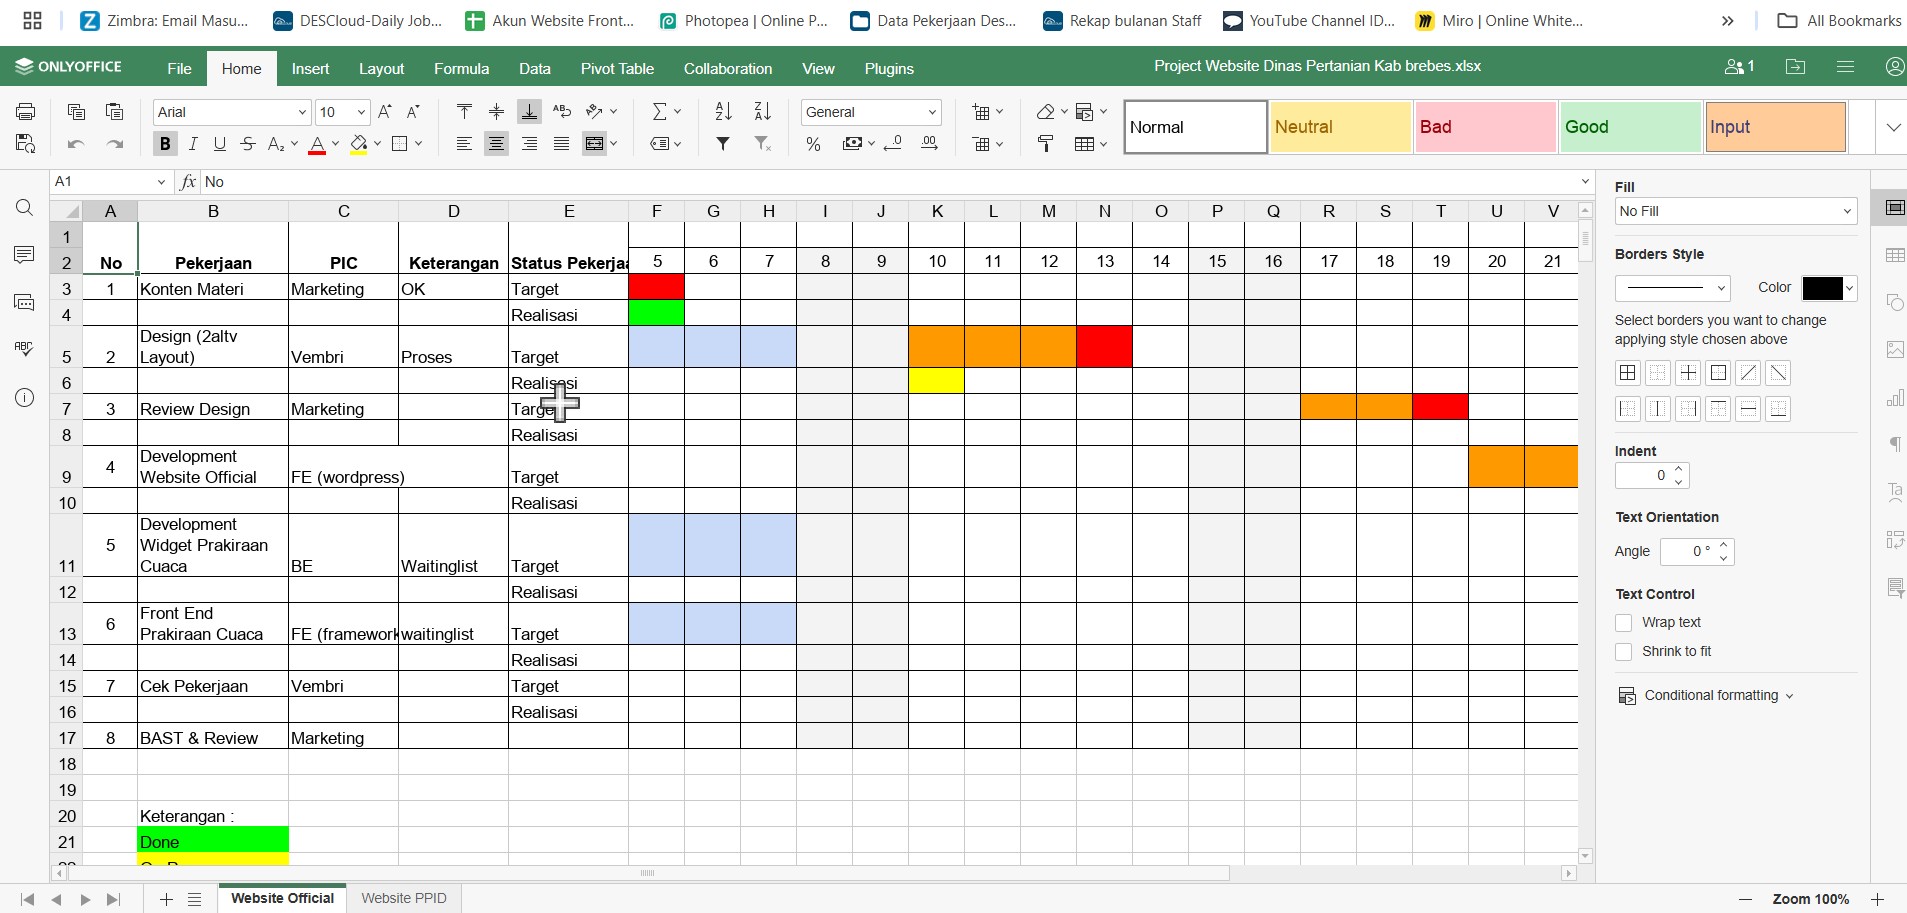 Zimbra: Email Masu... DESCloud-Daily Job... Akun Website Front... Photopea | Online P... Data Pekerjaan Des... Rekap bulanan Staff YouTube Channel ID... Miro | Online White... » All Bookmarks
ONLYOFFICE File Home Insert Layout Formula Data Pivot Table Collaboration View Plugins Project Website Dinas Pertanian Kab brebes.xlsx 1
Arial 10 General Normal Neutral Bad Good Input
A1 fx No
A B C D E F G H I J K L M N O P Q R S T U V
1
2 No Pekerjaan PIC Keterangan Status Pekerjaa 5 6 7 8 9 10 11 12 13 14 15 16 17 18 19 20 21
3 1 Konten Materi Marketing OK Target
4 Realisasi
Design (2altv
5 2 Layout) Vembri Proses Target
6 Realisasi
7 3 Review Design Marketing Target
8 Realisasi
4 Development
9 Website Official FE (wordpress) Target
10 Realisasi
Development
5 Widget Prakiraan
11 Cuaca BE Waitinglist Target
12 Realisasi
6 Front End
13 Prakiraan Cuaca FE (framework waitinglist Target
14 Realisasi
15 7 Cek Pekerjaan Vembri Target
16 Realisasi
17 8 BAST & Review Marketing
18
19
20 Keterangan :
21 Done
Fill
No Fill
Borders Style
Color
Select borders you want to change
applying style chosen above
Indent
0
Text Orientation
Angle 0 °
Text Control
Wrap text
Shrink to fit
Conditional formatting
Website Official Website PPID Zoom 100%